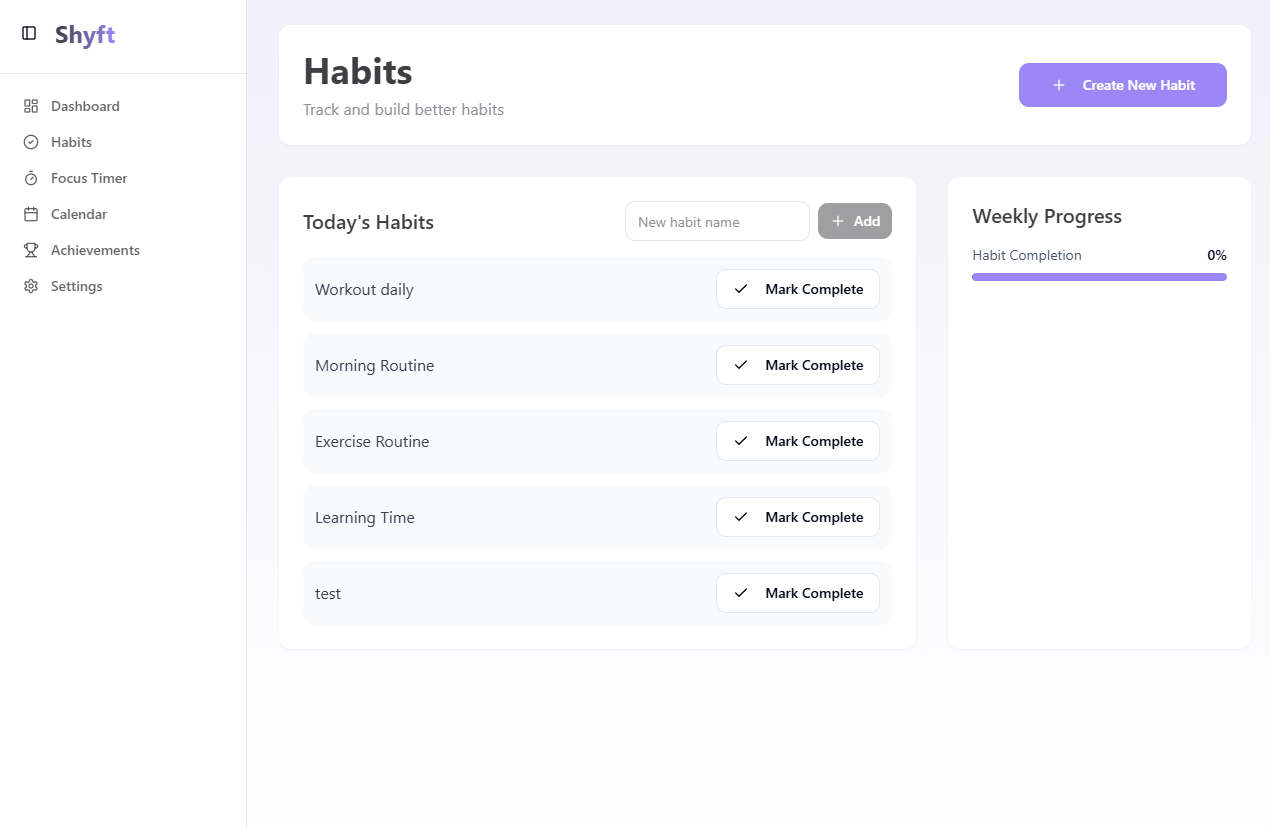 Shyft
Dashboard
Habits
Focus Timer
Calendar
Achievements
Settings
Habits
Track and build better habits
Create New Habit
Today's Habits
New habit name
Add
Workout daily
Mark Complete
Morning Routine
Mark Complete
Exercise Routine
Mark Complete
Learning Time
Mark Complete
test
Mark Complete
Weekly Progress
Habit Completion 0%